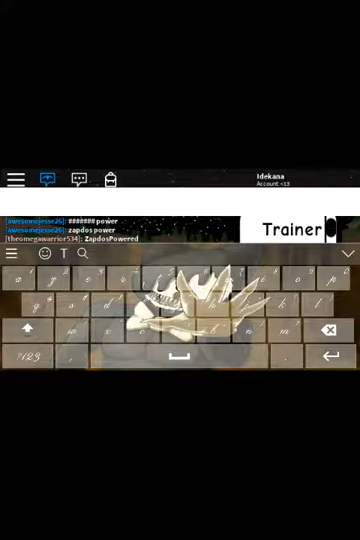 Idekana
Account <13
[awesomejesse26]: ####### power
[awesomejesse26]: zapdos power
[theomegawarrior534]: ZapdosPowered
Trainer
T
a z e r t y u i o p
q s d f g h j k l
w x c v b n m
?123 , .